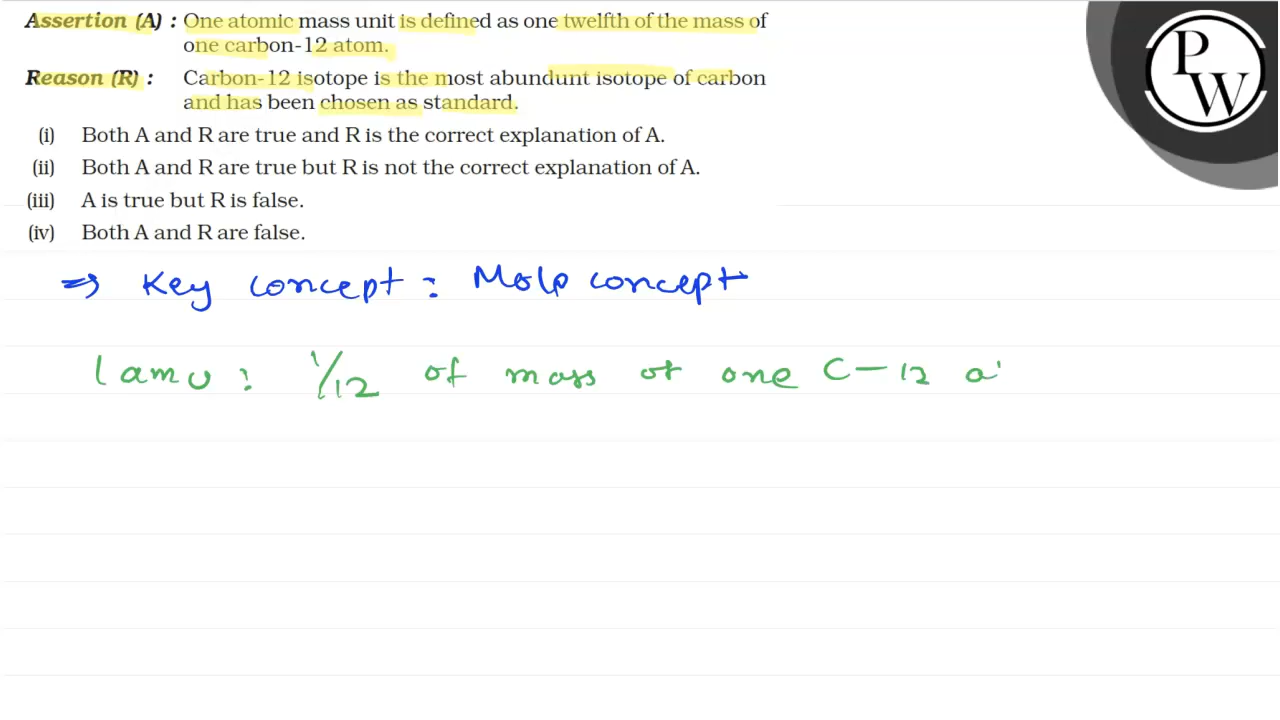 Assertion (A) : One atomic mass unit is defined as one twelfth of the mass of
one carbon-12 atom.
Reason (R) : Carbon-12 isotope is the most abundunt isotope of carbon
and has been chosen as standard.
(i) Both A and R are true and R is the correct explanation of A.
(ii) Both A and R are true but R is not the correct explanation of A.
(iii) A is true but R is false.
(iv) Both A and R are false.
⇒ Key concept : Mole concept
1 amu : 1/12 of mass of one C-12 a
P
W